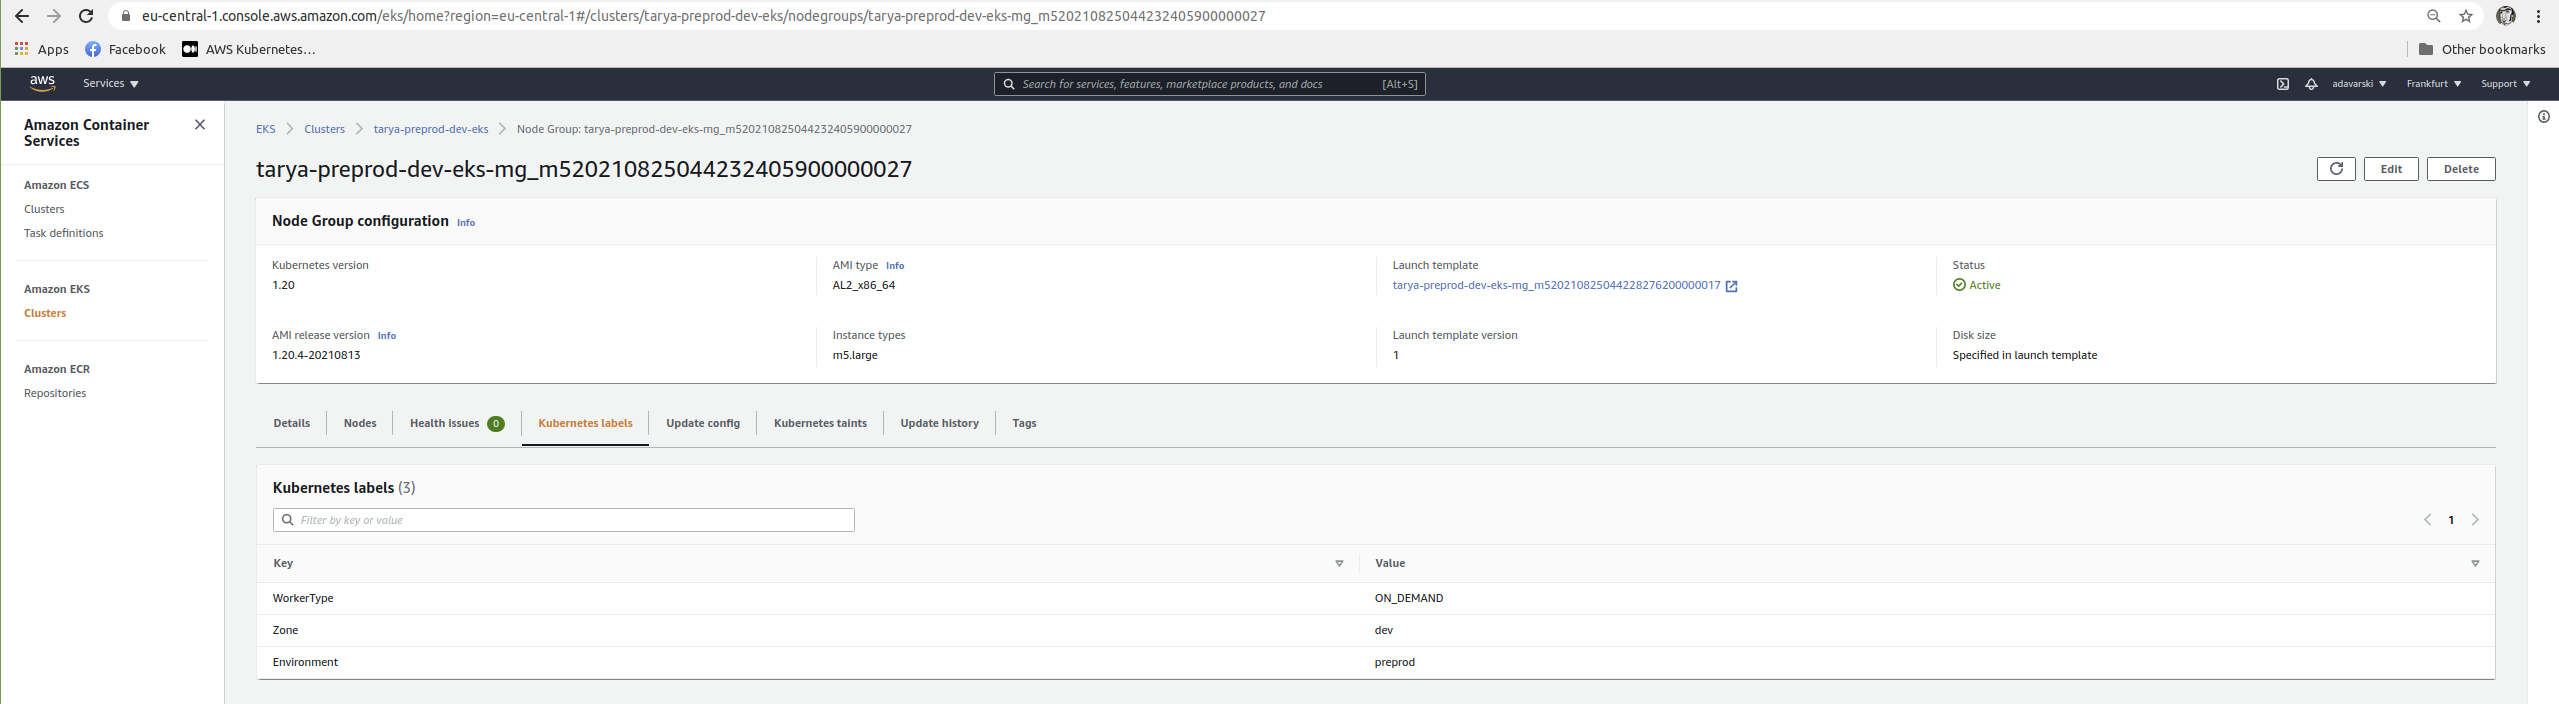 eu-central-1.console.aws.amazon.com/eks/home?region=eu-central-1#/clusters/tarya-preprod-dev-eks/nodegroups/tarya-preprod-dev-eks-mg_m520210825044232405900000027
Apps Facebook AWS Kubernetes... Other bookmarks
aws Services Search for services, features, marketplace products, and docs [Alt+S] adavarski Frankfurt Support
Amazon Container Services
Amazon ECS
Clusters
Task definitions
Amazon EKS
Clusters
Amazon ECR
Repositories
EKS Clusters tarya-preprod-dev-eks Node Group: tarya-preprod-dev-eks-mg_m520210825044232405900000027
tarya-preprod-dev-eks-mg_m520210825044232405900000027 Edit Delete
Node Group configuration Info
Kubernetes version AMI type Info Launch template Status
1.20 AL2_x86_64 tarya-preprod-dev-eks-mg_m520210825044228276200000017 Active
AMI release version Info Instance types Launch template version Disk size
1.20.4-20210813 m5.large 1 Specified in launch template
Details Nodes Health issues 0 Kubernetes labels Update config Kubernetes taints Update history Tags
Kubernetes labels (3)
Filter by key or value 1
Key Value
WorkerType ON_DEMAND
Zone dev
Environment preprod